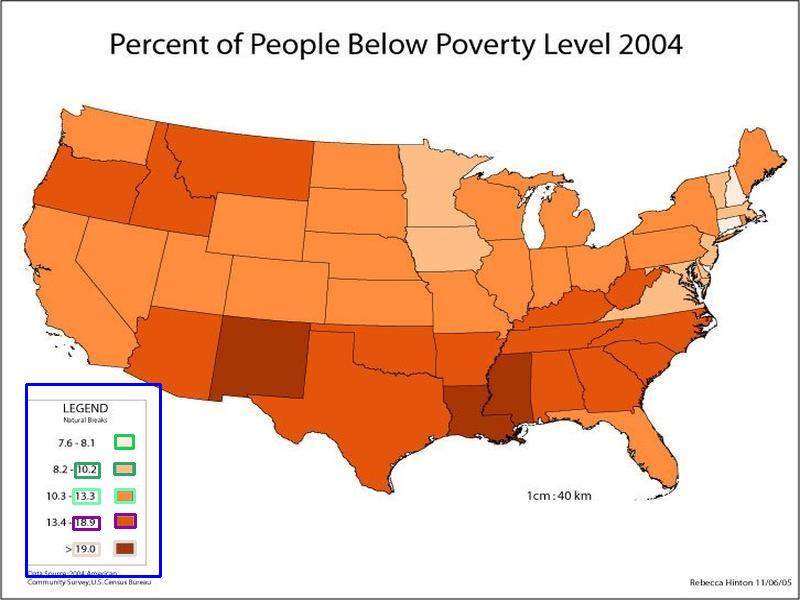 Percent of People Below Poverty Level 2004
LEGEND
Natural Breaks
7.6 - 8.1
8.2 - 10.2
10.3 - 13.3
13.4 - 18.9
> 19.0
1cm : 40 km
Data Source: 2004 American
Community Survey, U.S. Census Bureau
Rebecca Hinton 11/06/05